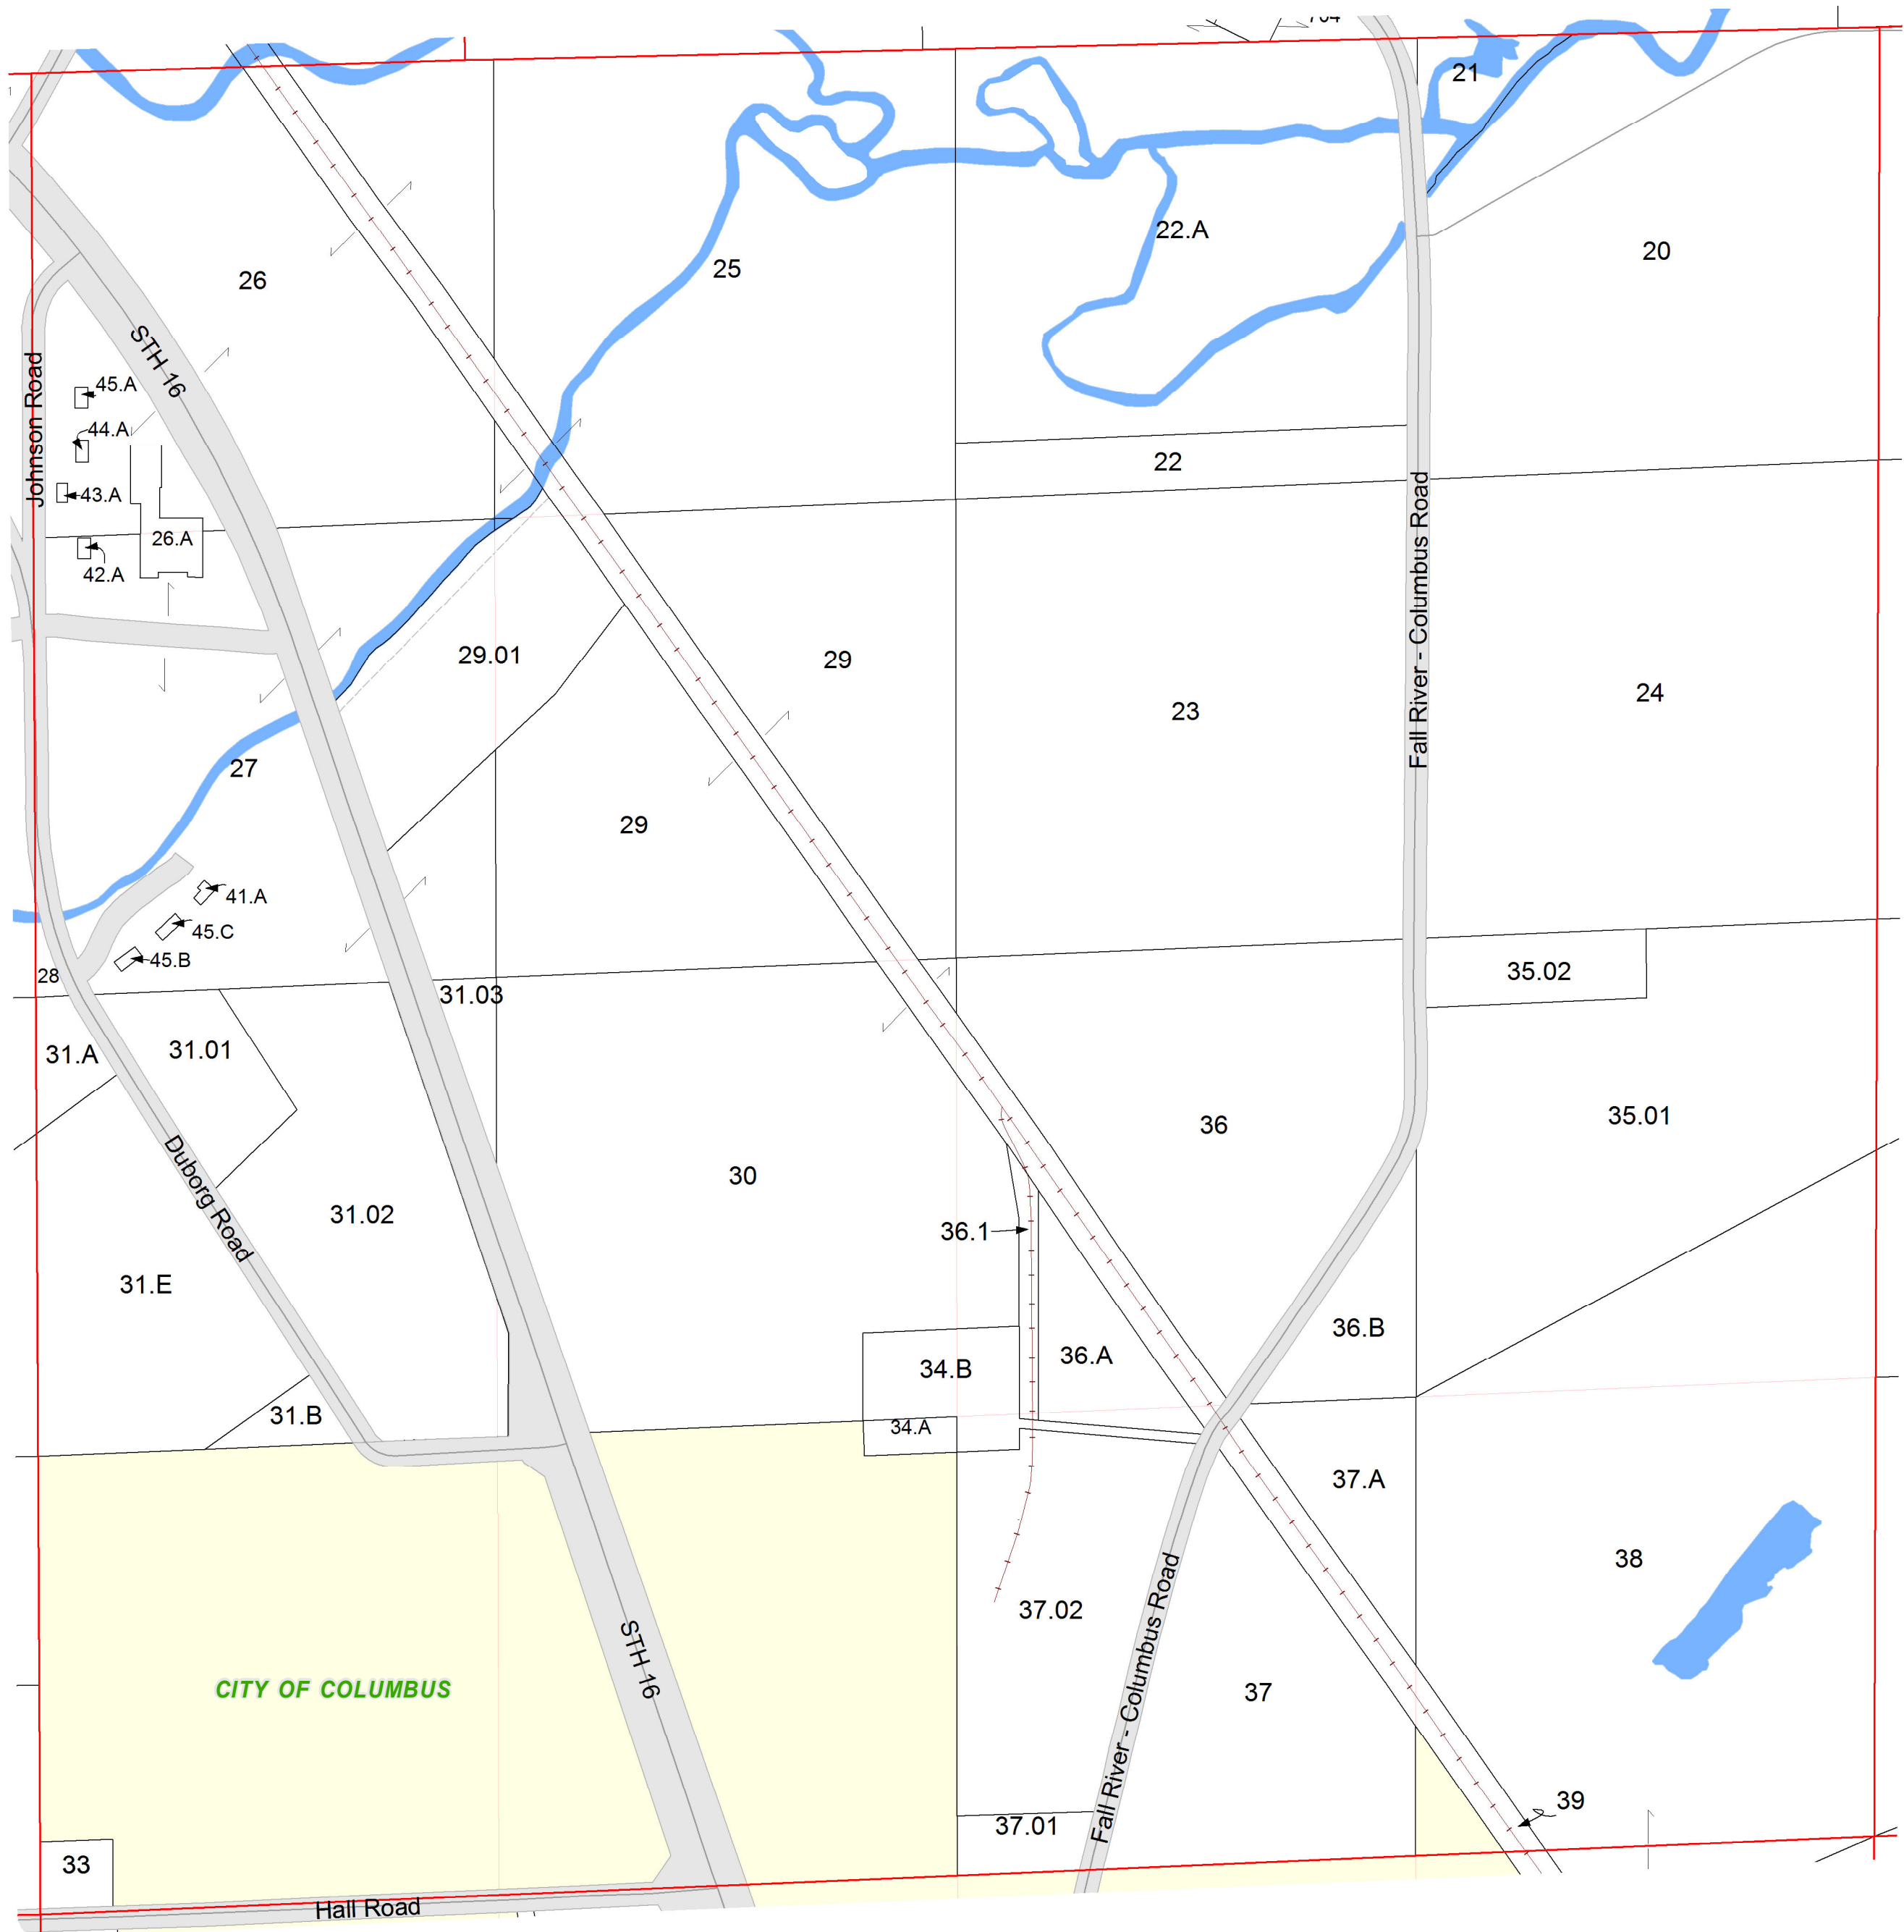 21
22.A
20
25
26
STH 16
Johnson Road
45.A
44.A
43.A
26.A
42.A
22
Fall River - Columbus Road
29.01
29
23
24
27
29
41.A
45.C
45.B
28
31.03
35.02
31.A
31.01
36
35.01
Duborg Road
30
31.02
36.1
31.E
36.B
36.A
34.B
31.B
34.A
37.A
38
37.02
Fall River - Columbus Road
STH 16
CITY OF COLUMBUS
37
39
37.01
33
Hall Road